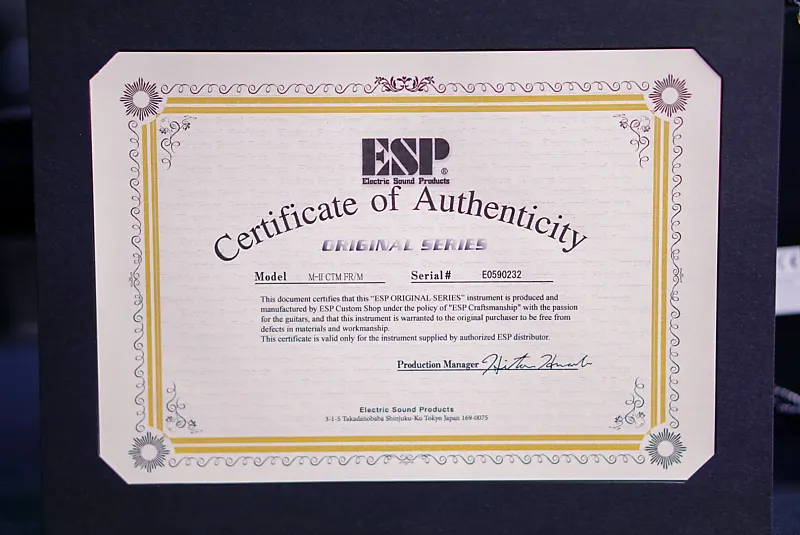 ESP®
Electric Sound Products
Certificate of Authenticity
ORIGINAL SERIES
Model M-II CTM FR/M Serial# E0590232
This document certifies that this "ESP ORIGINAL SERIES" instrument is produced and
manufactured by ESP Custom Shop under the policy of "ESP Craftsmanship" with the passion
for the guitars, and that this instrument is warranted to the original purchaser to be free from
defects in materials and workmanship.
This certificate is valid only for the instrument supplied by authorized ESP distributor.
Production Manager
Electric Sound Products
3-1-5 Takadanobaba Shinjuku-Ku Tokyo Japan 169-0075